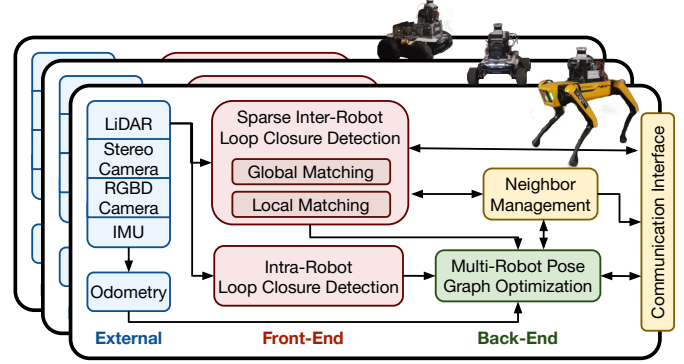 LiDAR
Stereo
Camera
RGBD
Camera
IMU
Odometry
External
Sparse Inter-Robot
Loop Closure Detection
Global Matching
Local Matching
Intra-Robot
Loop Closure Detection
Front-End
Neighbor
Management
Multi-Robot Pose
Graph Optimization
Back-End
Communication Interface